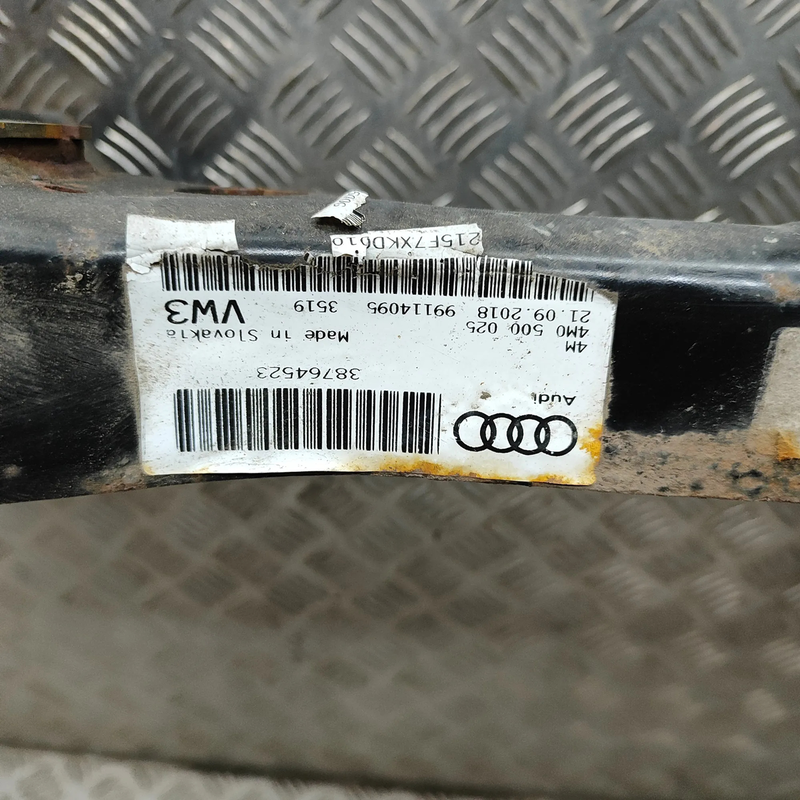 Audi
38764523
4M
4M0 500 025 Made in Slovakia
21.09.2018 99114095 3519 VW3